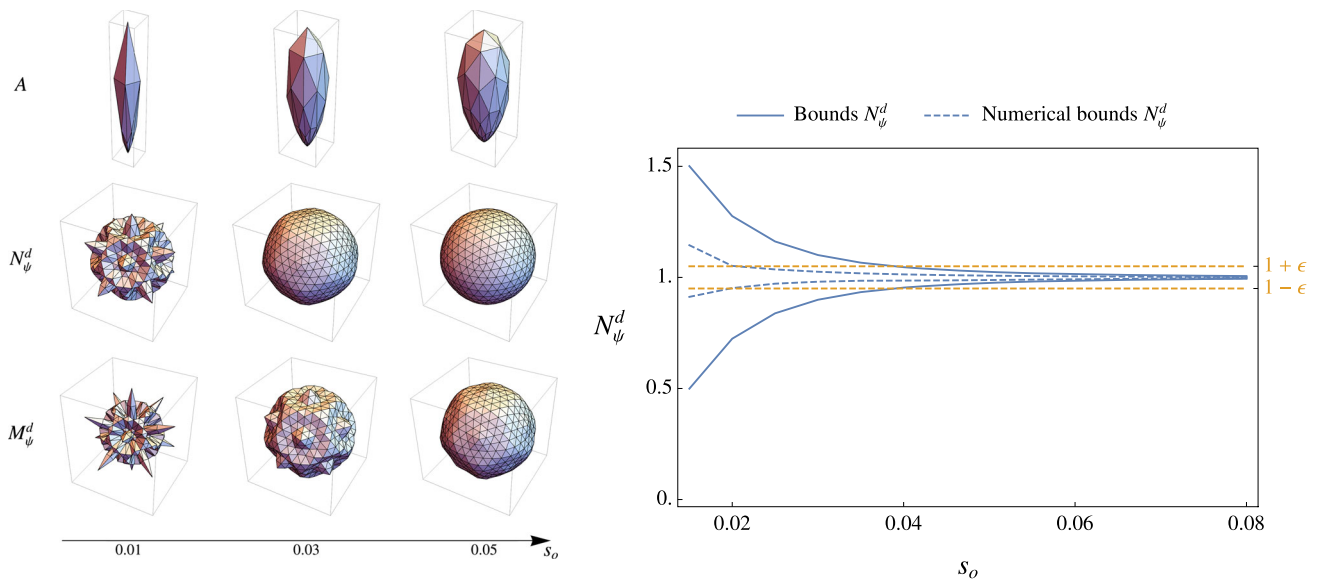 A
N_ψ^d
M_ψ^d
0.01 0.03 0.05 s_o
Bounds N_ψ^d Numerical bounds N_ψ^d
1.5
1.
0.5
0.
N_ψ^d
1 + ϵ
1 − ϵ
0.02 0.04 0.06 0.08
s_o